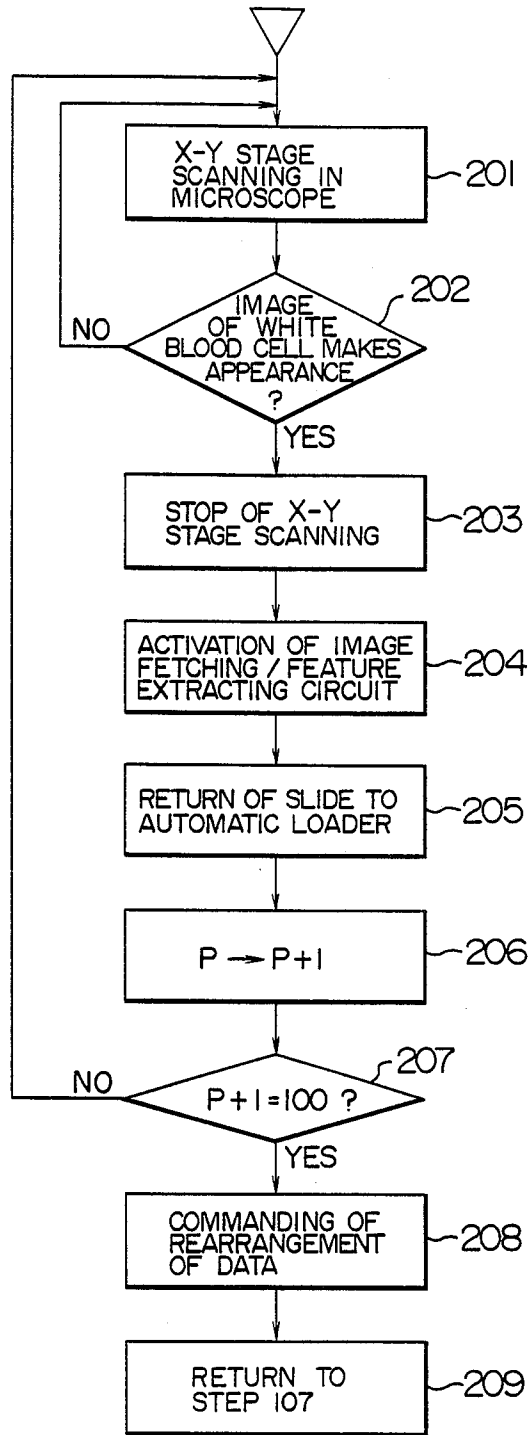 X-Y STAGE
SCANNING IN
MICROSCOPE
201
IMAGE
OF WHITE
BLOOD CELL MAKES
APPEARANCE
?
202
NO
YES
STOP OF X-Y
STAGE SCANNING
203
ACTIVATION OF IMAGE
FETCHING / FEATURE
EXTRACTING CIRCUIT
204
RETURN OF SLIDE TO
AUTOMATIC LOADER
205
P → P+1
206
P+1=100 ?
207
NO
YES
COMMANDING OF
REARRANGEMENT
OF DATA
208
RETURN TO
STEP 107
209